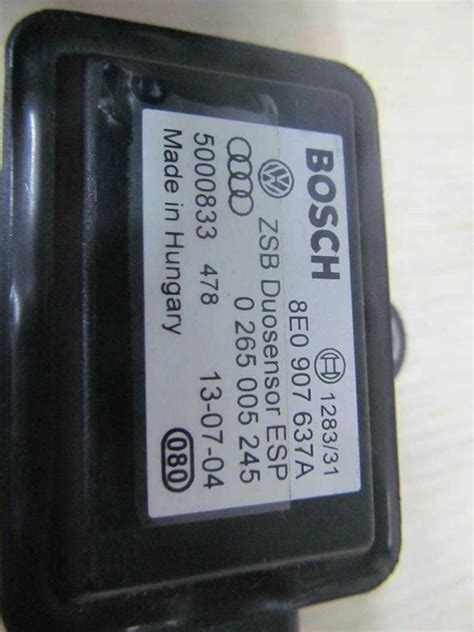 BOSCH
1283/31
8E0 907 637A
ZSB Duosensor ESP
0 265 005 245
5000833 478 13-07-04
Made in Hungary 080